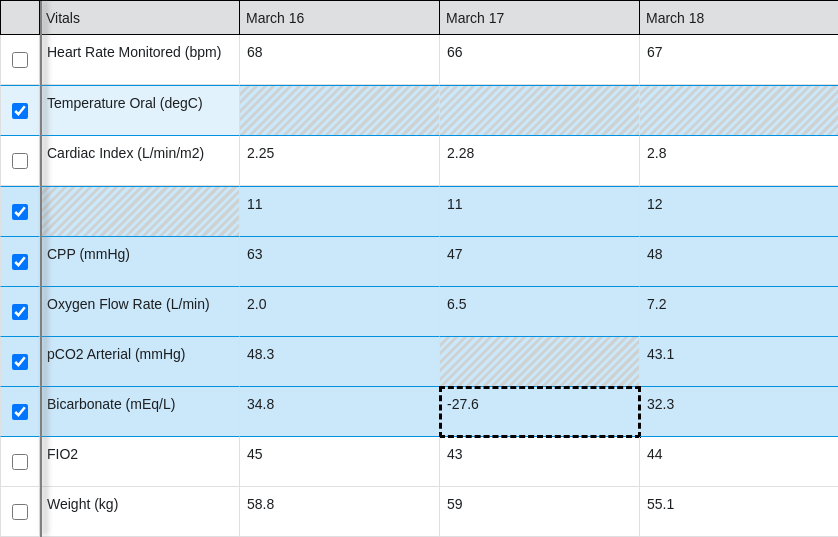 Vitals March 16 March 17 March 18
Heart Rate Monitored (bpm) 68 66 67
Temperature Oral (degC)
Cardiac Index (L/min/m2) 2.25 2.28 2.8
11 11 12
CPP (mmHg) 63 47 48
Oxygen Flow Rate (L/min) 2.0 6.5 7.2
pCO2 Arterial (mmHg) 48.3 43.1
Bicarbonate (mEq/L) 34.8 -27.6 32.3
FIO2 45 43 44
Weight (kg) 58.8 59 55.1